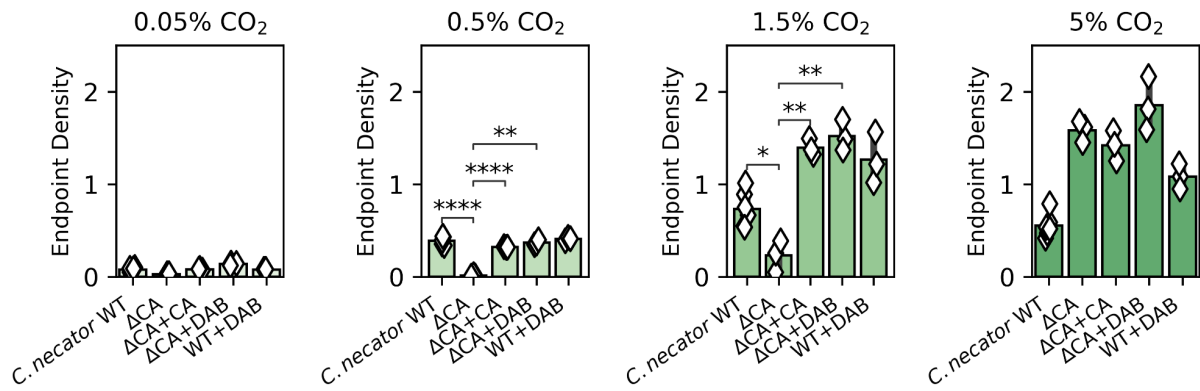 0.05% CO₂
0.5% CO₂
1.5% CO₂
5% CO₂
Endpoint Density
2
1
0
C. necator WT
ΔCA
ΔCA+CA
ΔCA+DAB
WT+DAB
Endpoint Density
2
1
0
**
****
****
C. necator WT
ΔCA
ΔCA+CA
ΔCA+DAB
WT+DAB
Endpoint Density
2
1
0
**
**
*
C. necator WT
ΔCA
ΔCA+CA
ΔCA+DAB
WT+DAB
Endpoint Density
2
1
0
C. necator WT
ΔCA
ΔCA+CA
ΔCA+DAB
WT+DAB